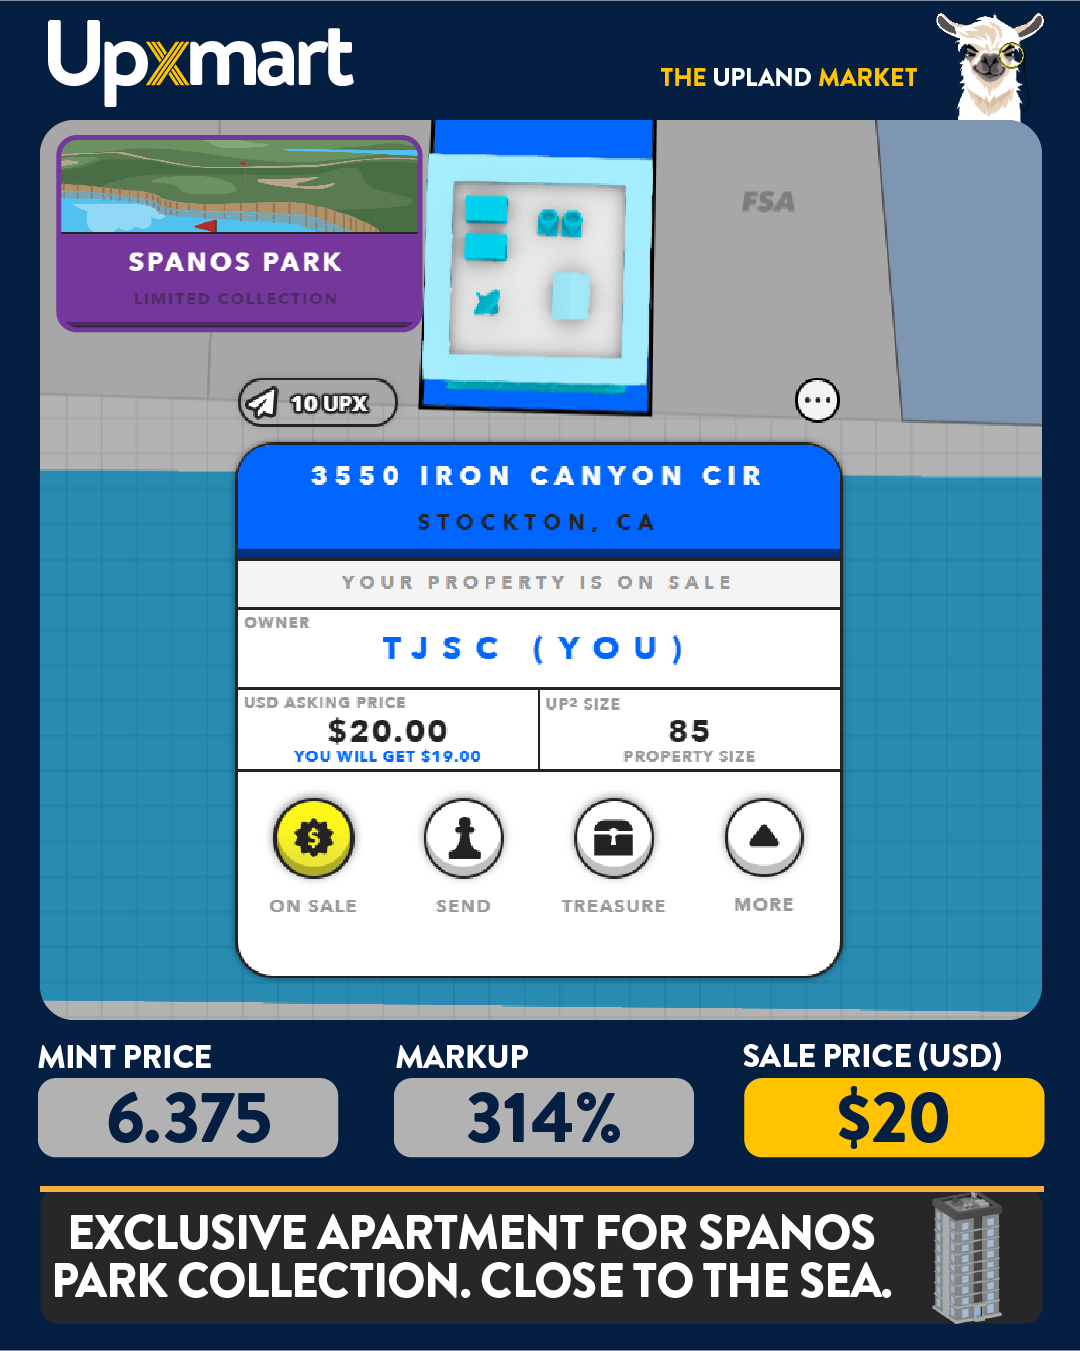 Upxmart
THE UPLAND MARKET
SPANOS PARK
LIMITED COLLECTION
FSA
10 UPX
3550 IRON CANYON CIR
STOCKTON, CA
YOUR PROPERTY IS ON SALE
OWNER
TJSC (YOU)
USD ASKING PRICE
$20.00
YOU WILL GET $19.00
UP² SIZE
85
PROPERTY SIZE
ON SALE
SEND
TREASURE
MORE
MINT PRICE
6.375
MARKUP
314%
SALE PRICE (USD)
$20
EXCLUSIVE APARTMENT FOR SPANOS
PARK COLLECTION. CLOSE TO THE SEA.